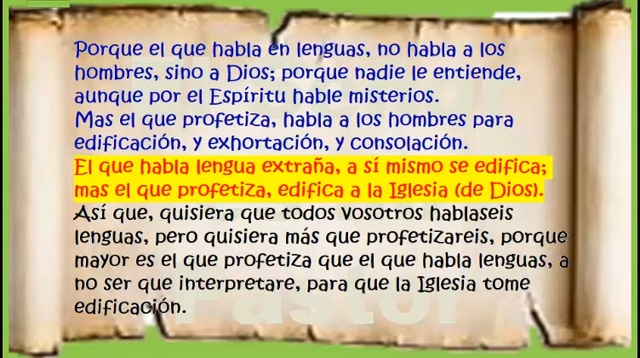 Porque el que habla en lenguas, no habla a los
hombres, sino a Dios; porque nadie le entiende,
aunque por el Espíritu hable misterios.
Mas el que profetiza, habla a los hombres para
edificación, y exhortación, y consolación.
El que habla lengua extraña, a sí mismo se edifica;
mas el que profetiza, edifica a la Iglesia (de Dios).
Así que, quisiera que todos vosotros hablaseis
lenguas, pero quisiera más que profetizareis, porque
mayor es el que profetiza que el que habla lenguas, a
no ser que interpretare, para que la Iglesia tome
edificación.
Pastor